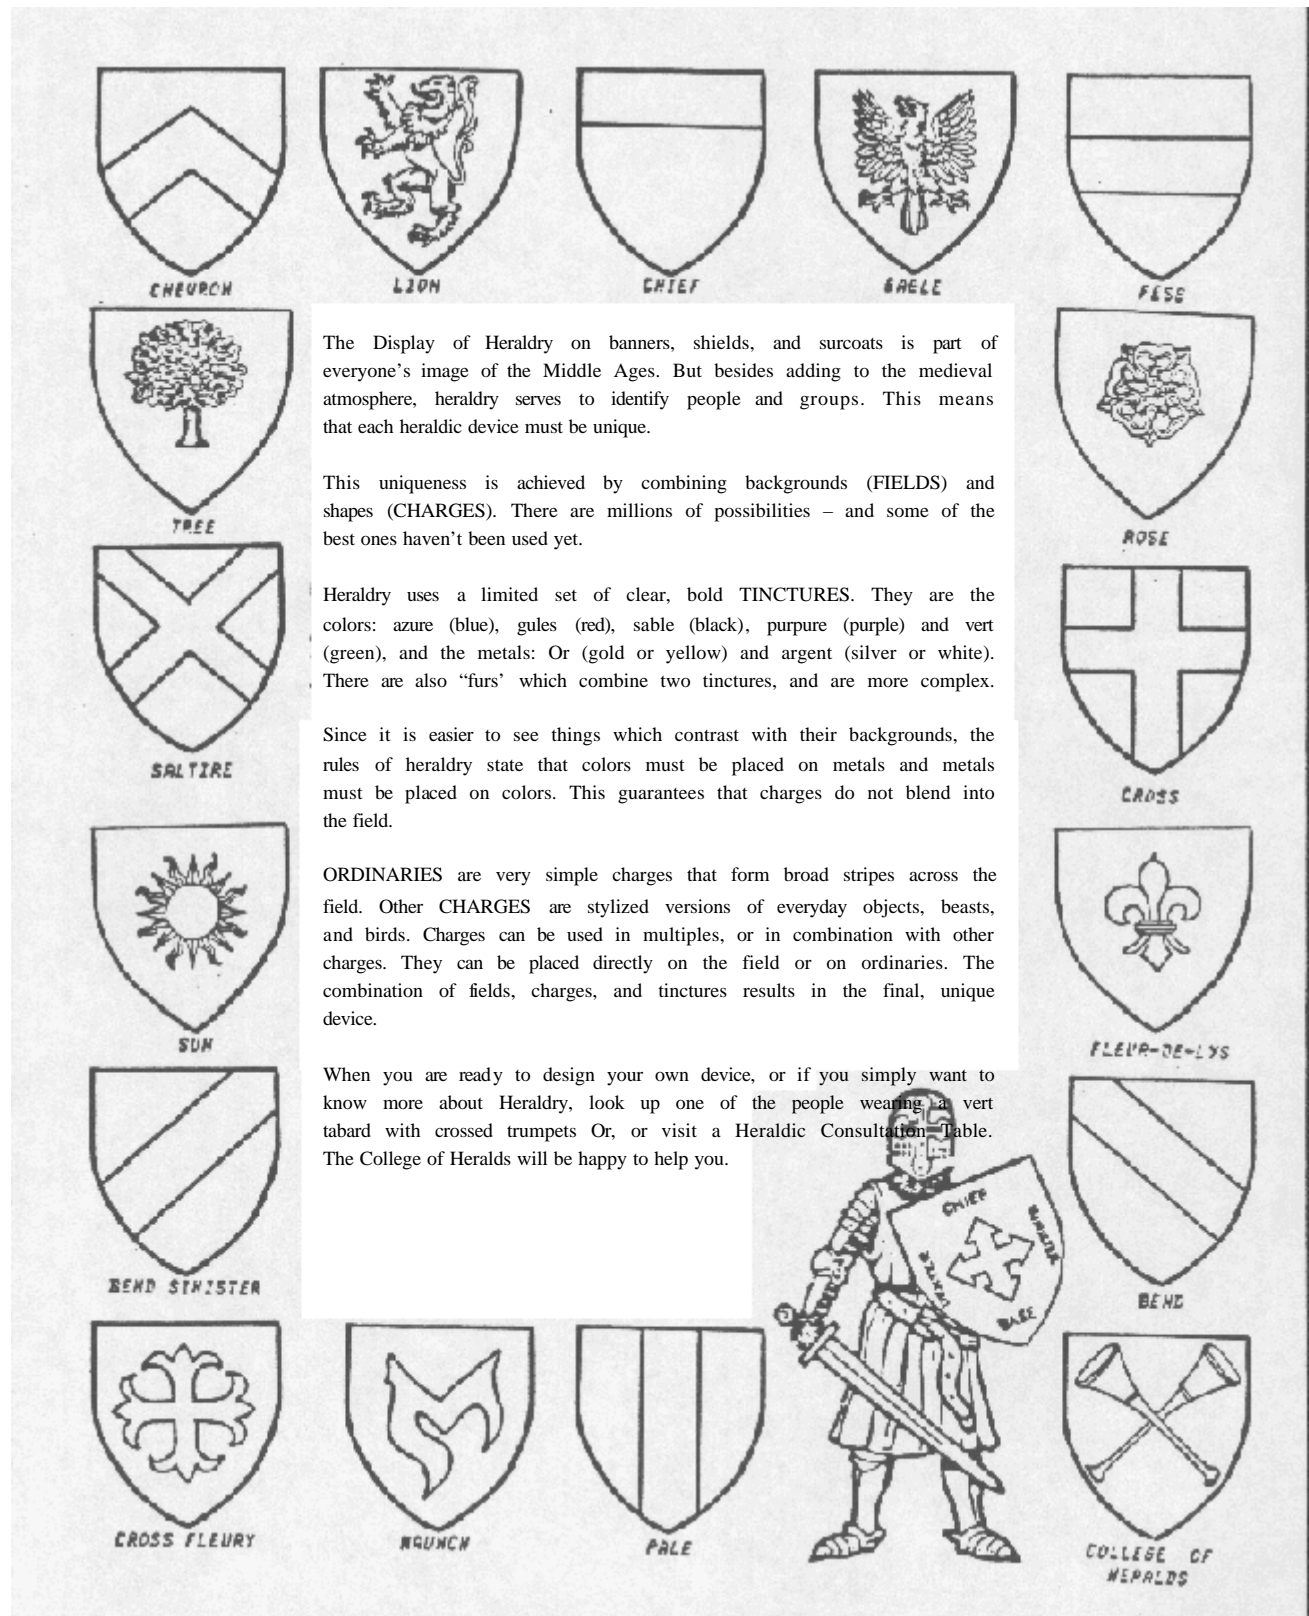 CHEVRON
LION
CHIEF
EAGLE
FESS
The Display of Heraldry on banners, shields, and surcoats is part of
everyone's image of the Middle Ages. But besides adding to the medieval
atmosphere, heraldry serves to identify people and groups. This means
that each heraldic device must be unique.
This uniqueness is achieved by combining backgrounds (FIELDS) and
shapes (CHARGES). There are millions of possibilities – and some of the
best ones haven't been used yet.
Heraldry uses a limited set of clear, bold TINCTURES. They are the
colors: azure (blue), gules (red), sable (black), purpure (purple) and vert
(green), and the metals: Or (gold or yellow) and argent (silver or white).
There are also “furs’ which combine two tinctures, and are more complex.
Since it is easier to see things which contrast with their backgrounds, the
rules of heraldry state that colors must be placed on metals and metals
must be placed on colors. This guarantees that charges do not blend into
the field.
ORDINARIES are very simple charges that form broad stripes across the
field. Other CHARGES are stylized versions of everyday objects, beasts,
and birds. Charges can be used in multiples, or in combination with other
charges. They can be placed directly on the field or on ordinaries. The
combination of fields, charges, and tinctures results in the final, unique
device.
When you are ready to design your own device, or if you simply want to
know more about Heraldry, look up one of the people wearing a vert
tabard with crossed trumpets Or, or visit a Heraldic Consultation Table.
The College of Heralds will be happy to help you.
TREE
ROSE
SALTIRE
CROSS
SUN
FLEUR-DE-LYS
BEND SINISTER
CHIEF
SINISTER
DEXTER
BASE
BEND
CROSS FLEURY
MAUNCH
PALE
COLLEGE OF
HERALDS